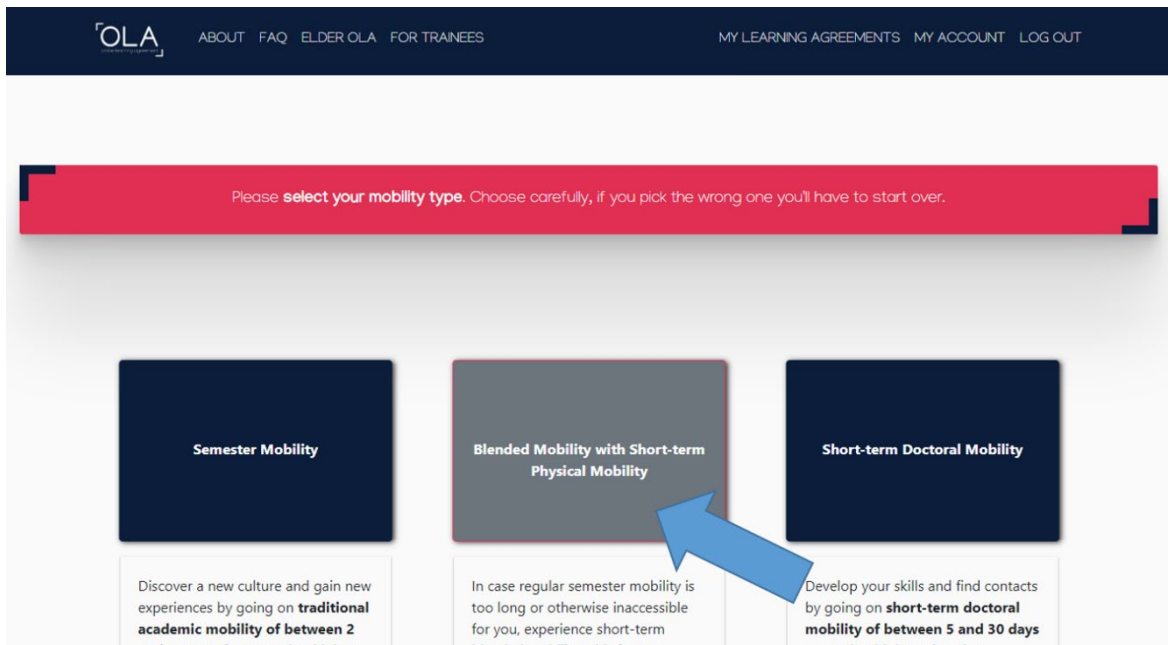 OLA
ABOUT FAQ ELDER OLA FOR TRAINEES
MY LEARNING AGREEMENTS MY ACCOUNT LOG OUT
Please select your mobility type. Choose carefully, if you pick the wrong one you'll have to start over.
Semester Mobility
Blended Mobility with Short-term
Physical Mobility
Short-term Doctoral Mobility
Discover a new culture and gain new
experiences by going on traditional
academic mobility of between 2
In case regular semester mobility is
too long or otherwise inaccessible
for you, experience short-term
Develop your skills and find contacts
by going on short-term doctoral
mobility of between 5 and 30 days